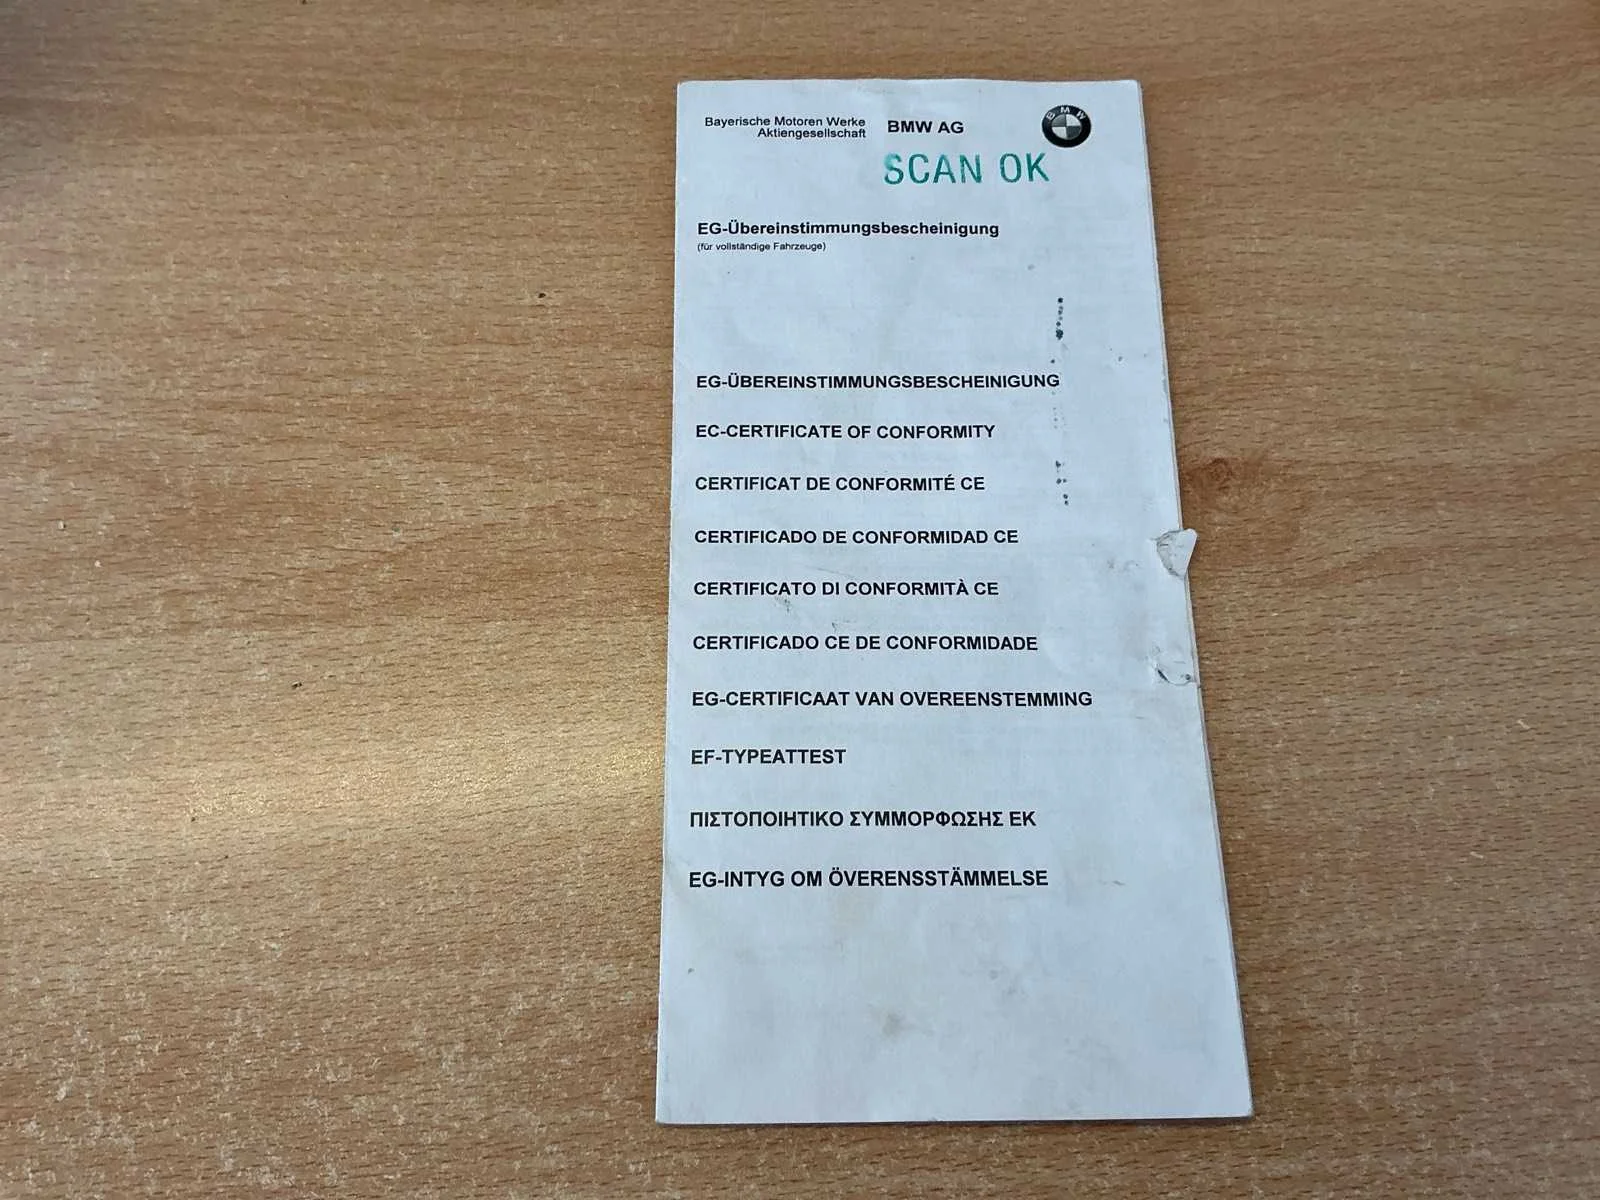 Bayerische Motoren Werke
Aktiengesellschaft
BMW AG
BMW
SCAN OK
EG-Übereinstimmungsbescheinigung
(für vollständige Fahrzeuge)
EG-ÜBEREINSTIMMUNGSBESCHEINIGUNG
EC-CERTIFICATE OF CONFORMITY
CERTIFICAT DE CONFORMITÉ CE
CERTIFICADO DE CONFORMIDAD CE
CERTIFICATO DI CONFORMITÀ CE
CERTIFICADO CE DE CONFORMIDADE
EG-CERTIFICAAT VAN OVEREENSTEMMING
EF-TYPEATTEST
ΠΙΣΤΟΠΟΙΗΤΙΚΟ ΣΥΜΜΟΡΦΩΣΗΣ ΕΚ
EG-INTYG OM ÖVERENSSTÄMMELSE